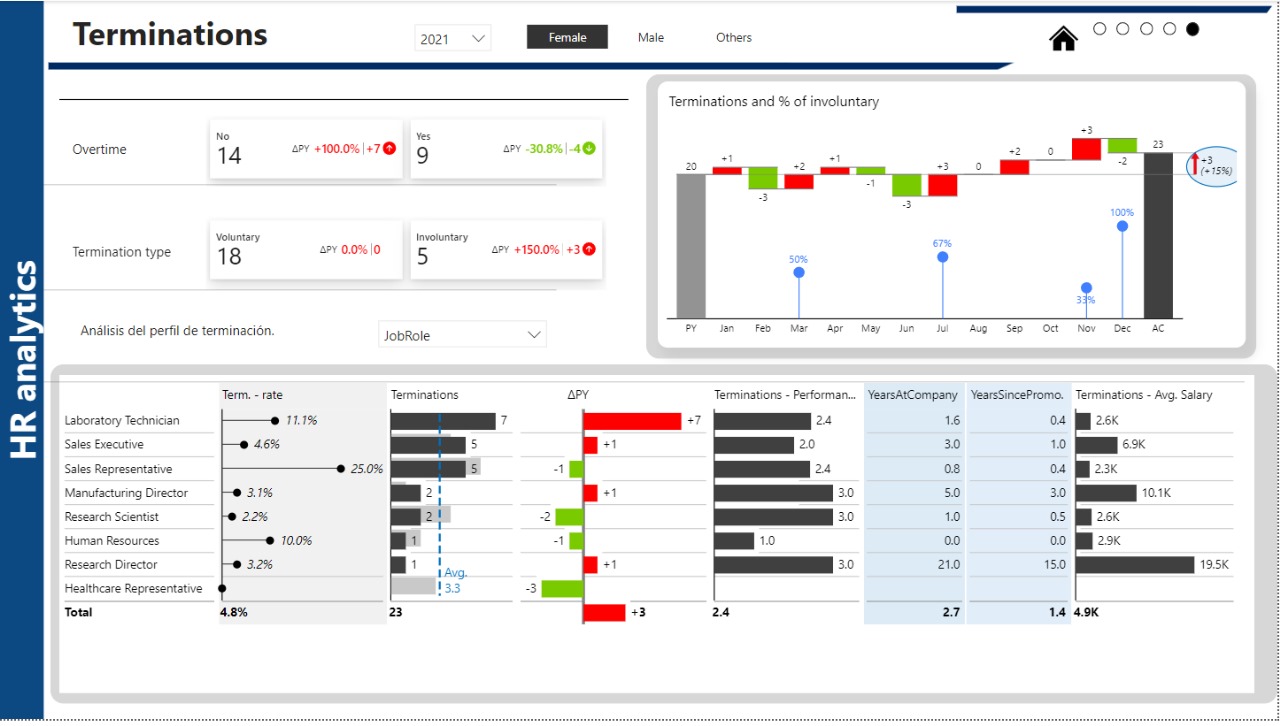 HR analytics
Terminations
2021
Female
Male
Others
Overtime
No
14
ΔPY +100.0% | +7
Yes
9
ΔPY -30.8% | -4
Termination type
Voluntary
18
ΔPY 0.0% | 0
Involuntary
5
ΔPY +150.0% | +3
Análisis del perfil de terminación.
JobRole
Terminations and % of involuntary
20 +1 -3 +2 +1 -1 -3 +3 0 +2 0 +3 -2 23
+3
(+15%)
50% 67% 33% 100%
PY Jan Feb Mar Apr May Jun Jul Aug Sep Oct Nov Dec AC
Term. - rate Terminations ΔPY Terminations - Performan... YearsAtCompany YearsSincePromo. Terminations - Avg. Salary
Laboratory Technician 11.1% 7 +7 2.4 1.6 0.4 2.6K
Sales Executive 4.6% 5 +1 2.0 3.0 1.0 6.9K
Sales Representative 25.0% 5 -1 2.4 0.8 0.4 2.3K
Manufacturing Director 3.1% 2 +1 3.0 5.0 3.0 10.1K
Research Scientist 2.2% 2 -2 3.0 1.0 0.5 2.6K
Human Resources 10.0% 1 -1 1.0 0.0 0.0 2.9K
Research Director 3.2% 1 +1 3.0 21.0 15.0 19.5K
Avg.
Healthcare Representative 3.3 -3
Total 4.8% 23 +3 2.4 2.7 1.4 4.9K